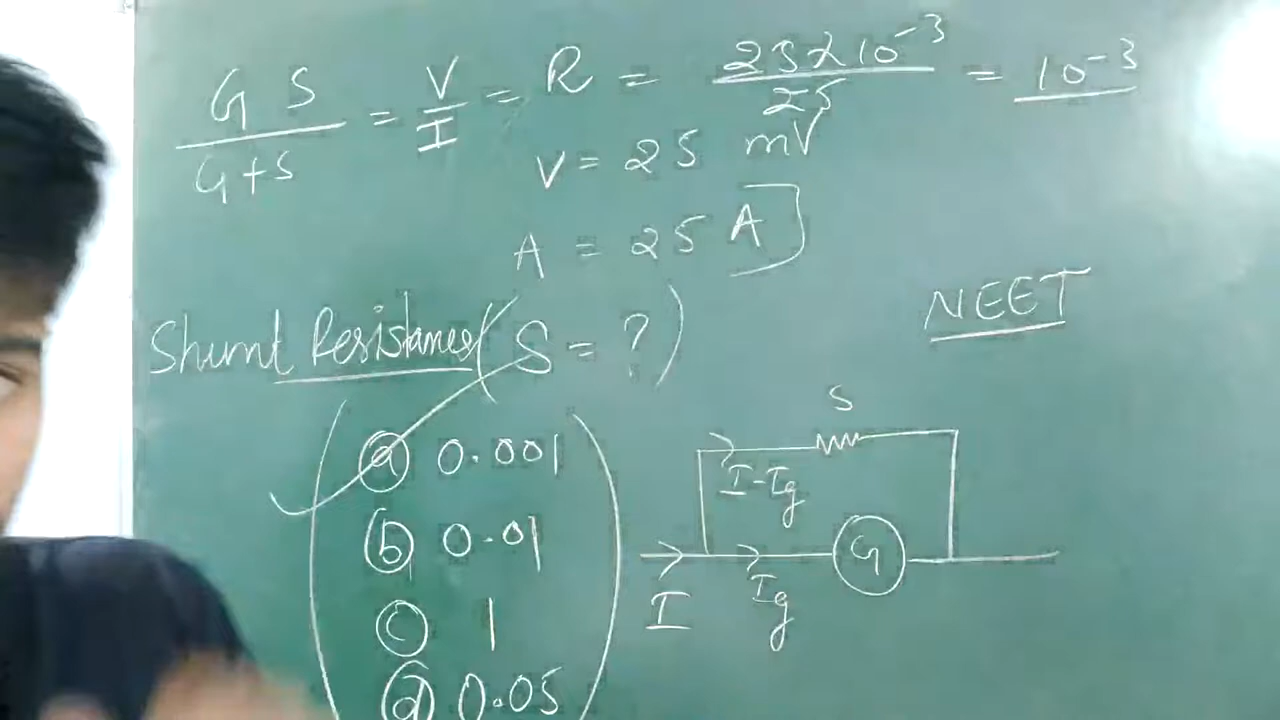 G S / G+S = V / I = R = 25×10⁻³ / 25 = 10⁻³
V = 25 mV
A = 25 A
NEET
Shunt Resistance (S = ?)
S
(a) 0.001
I-Ig
(b) 0.01
G
I
Ig
(c) 1
(d) 0.05